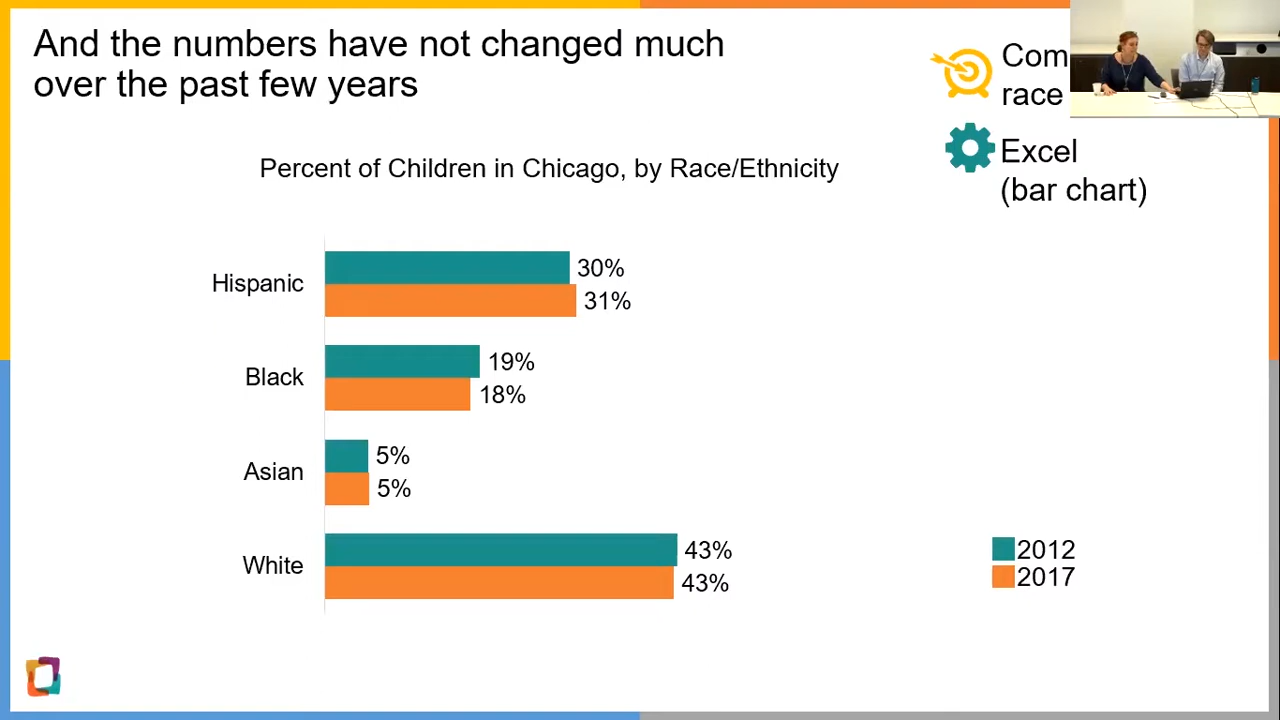 And the numbers have not changed much
over the past few years
Com
race
Excel
(bar chart)
Percent of Children in Chicago, by Race/Ethnicity
Hispanic
30%
31%
Black
19%
18%
Asian
5%
5%
White
43%
43%
2012
2017